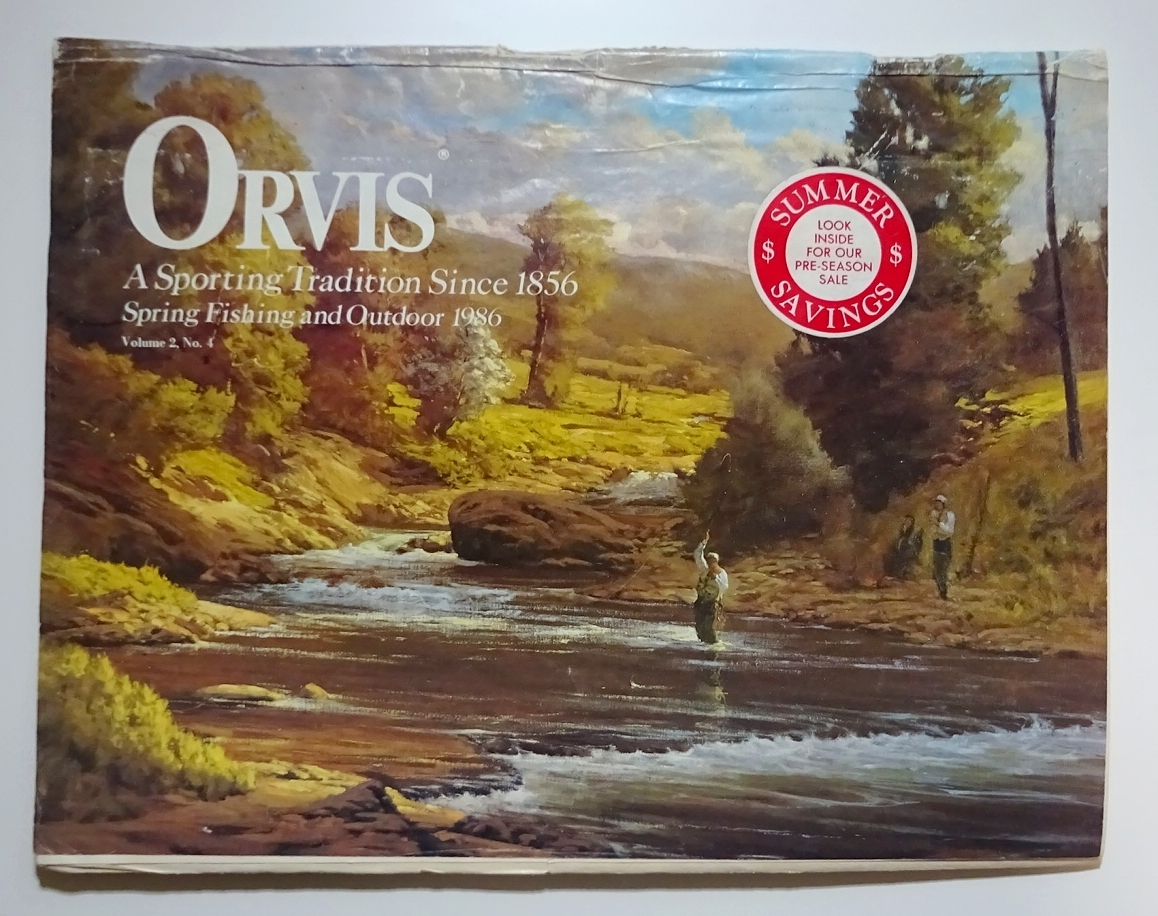 ORVIS®
A Sporting Tradition Since 1856
Spring Fishing and Outdoor 1986
Volume 2, No. 4
SUMMER
$ $
LOOK
INSIDE
FOR OUR
PRE-SEASON
SALE
SAVINGS